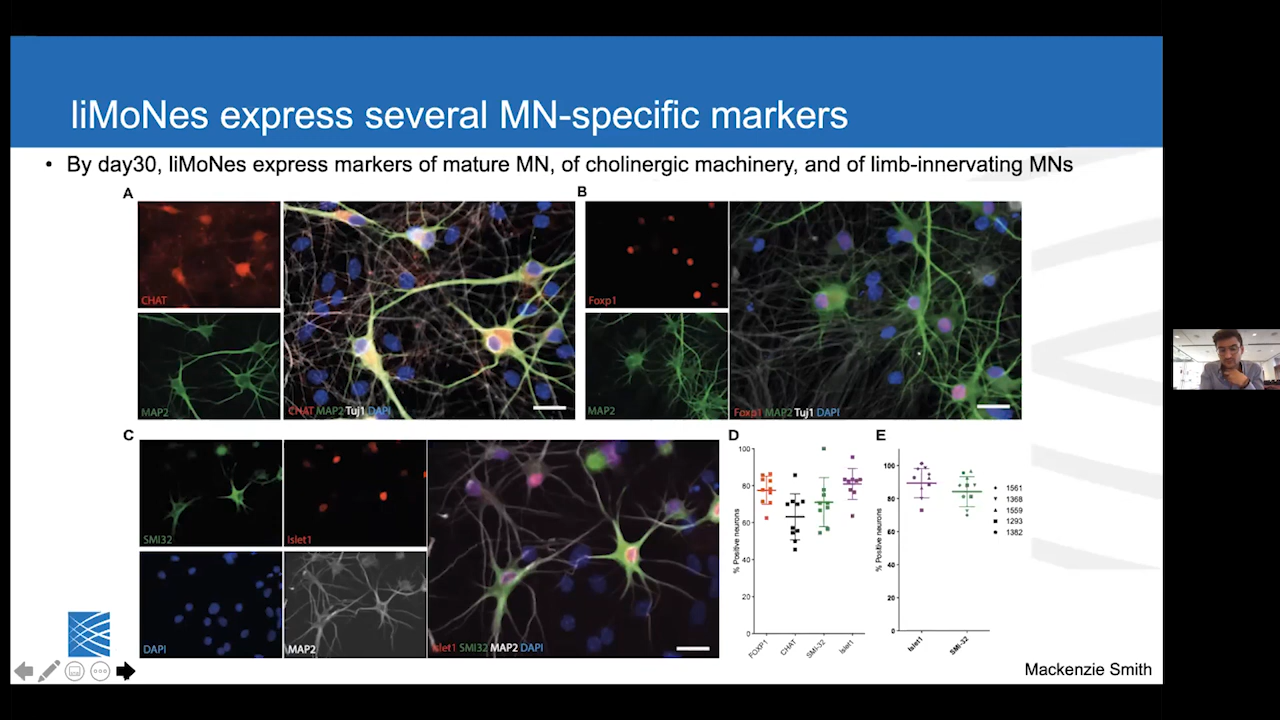 liMoNes express several MN-specific markers
• By day30, liMoNes express markers of mature MN, of cholinergic machinery, and of limb-innervating MNs
A
CHAT
MAP2
CHAT MAP2 Tuj1 DAPI
B
Foxp1
MAP2
Foxp1 MAP2 Tuj1 DAPI
C
SMI32
Islet1
DAPI
MAP2
Islet1 SMI32 MAP2 DAPI
D
% Positive neurons
100
80
60
40
20
0
FOXP1
CHAT
SMI-32
Islet1
E
% Positive neurons
100
80
60
40
20
0
Islet1
SMI-32
1561
1368
1559
1293
1382
Mackenzie Smith